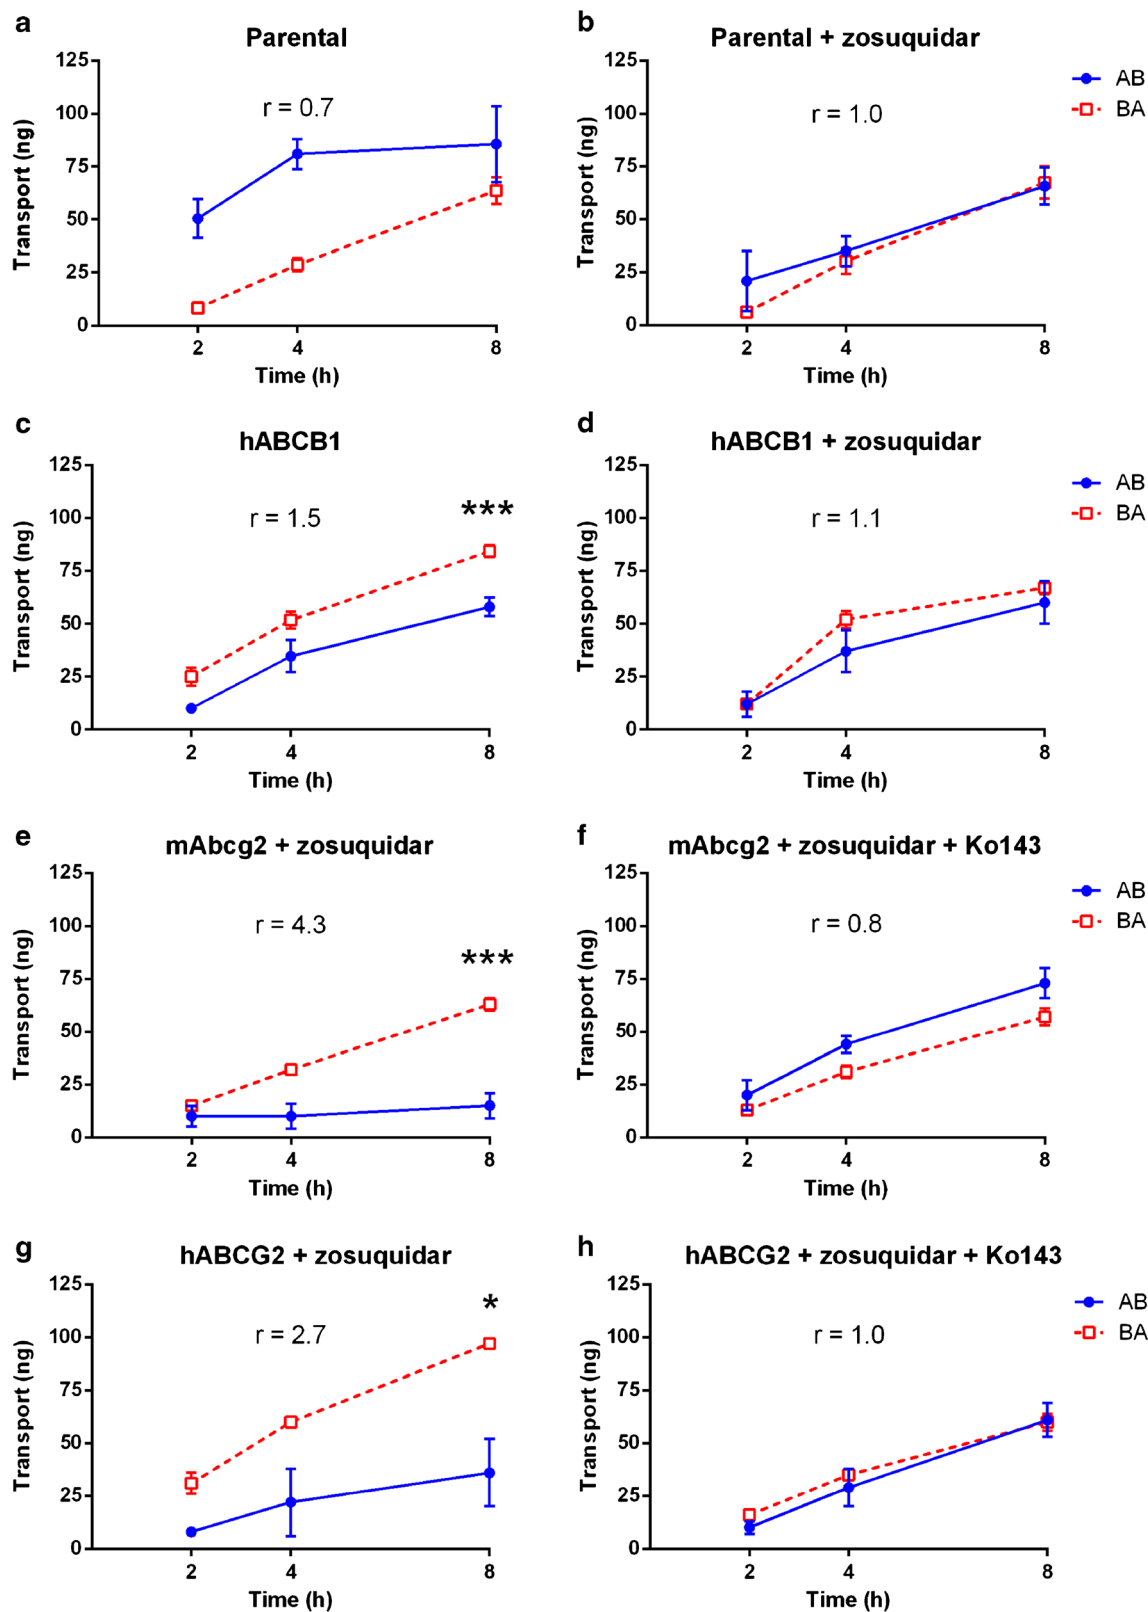 a
Parental
r = 0.7
Transport (ng)
125
100
75
50
25
0
2 4 8
Time (h)
b
Parental + zosuquidar
r = 1.0
Transport (ng)
125
100
75
50
25
0
2 4 8
Time (h)
AB
BA
c
hABCB1
r = 1.5
***
Transport (ng)
125
100
75
50
25
0
2 4 8
Time (h)
d
hABCB1 + zosuquidar
r = 1.1
Transport (ng)
125
100
75
50
25
0
2 4 8
Time (h)
AB
BA
e
mAbcg2 + zosuquidar
r = 4.3
***
Transport (ng)
125
100
75
50
25
0
2 4 8
Time (h)
f
mAbcg2 + zosuquidar + Ko143
r = 0.8
Transport (ng)
125
100
75
50
25
0
2 4 8
Time (h)
AB
BA
g
hABCG2 + zosuquidar
r = 2.7
*
Transport (ng)
125
100
75
50
25
0
2 4 8
Time (h)
h
hABCG2 + zosuquidar + Ko143
r = 1.0
Transport (ng)
125
100
75
50
25
0
2 4 8
Time (h)
AB
BA